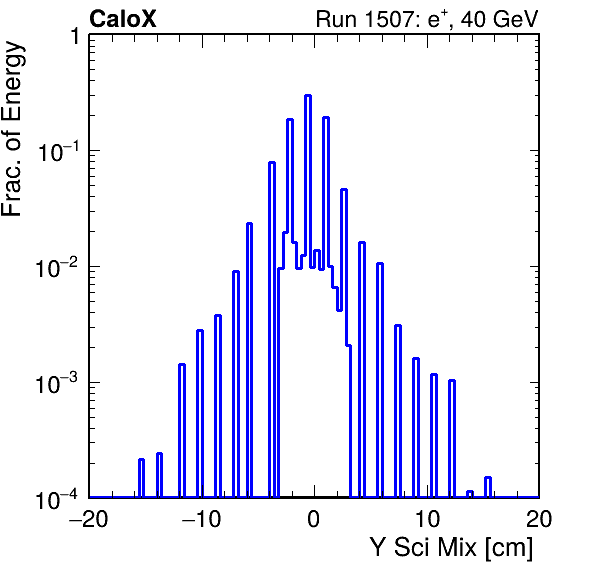 CaloX Run 1507: e⁺, 40 GeV
Frac. of Energy
1
10⁻¹
10⁻²
10⁻³
10⁻⁴
−20 −10 0 10 20
Y Sci Mix [cm]